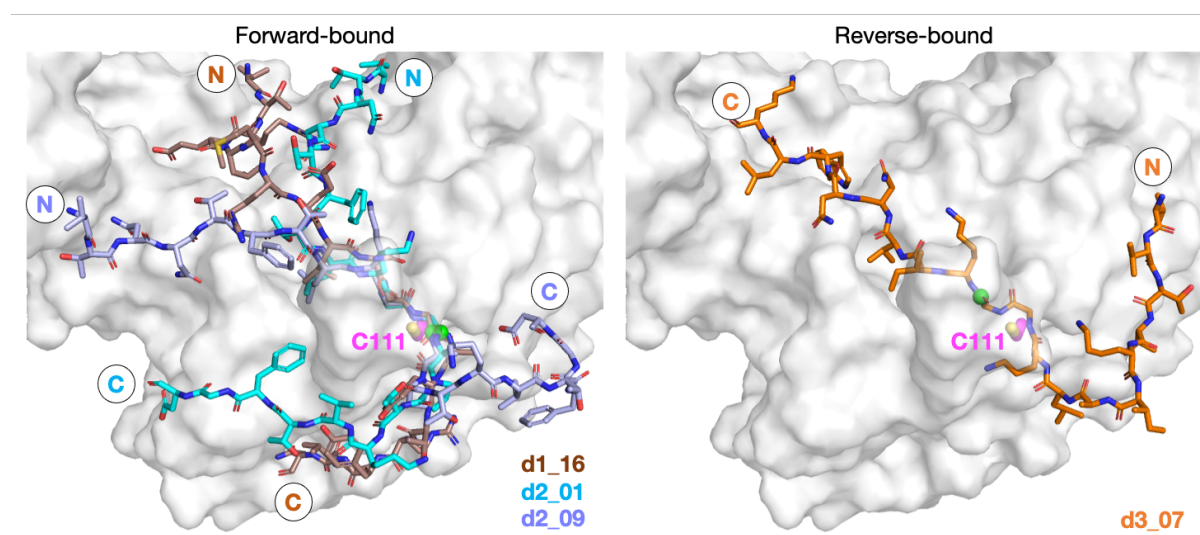 Forward-bound
Reverse-bound
N
N
C
N
N
C
C111
C111
C
d1_16
d2_01
d2_09
C
d3_07